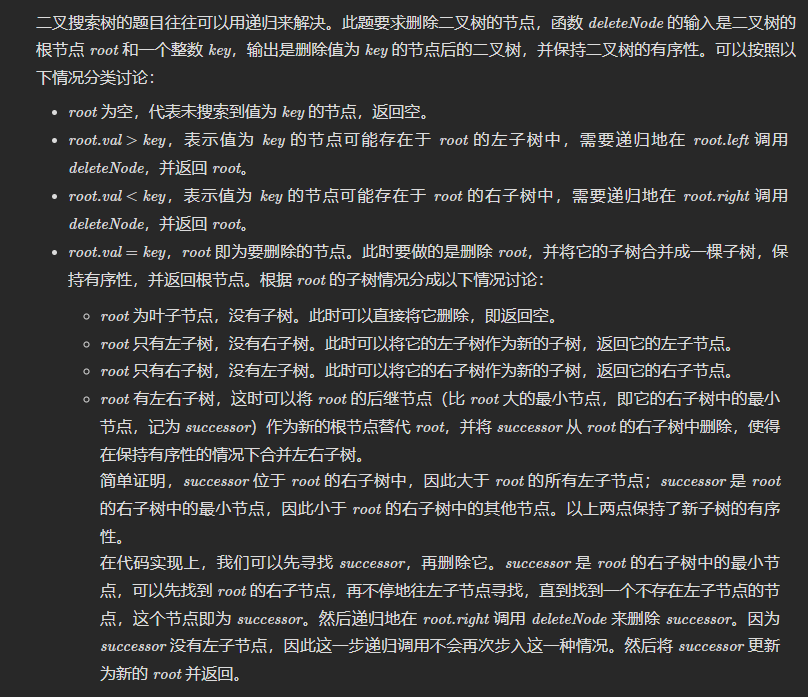 二叉搜索树的题目往往可以用递归来解决。此题要求删除二叉树的节点，函数 deleteNode 的输入是二叉树的
根节点 root 和一个整数 key，输出是删除值为 key 的节点后的二叉树，并保持二叉树的有序性。可以按照以
下情况分类讨论：
• root 为空，代表未搜索到值为 key 的节点，返回空。
• root.val > key，表示值为 key 的节点可能存在于 root 的左子树中，需要递归地在 root.left 调用
deleteNode，并返回 root。
• root.val < key，表示值为 key 的节点可能存在于 root 的右子树中，需要递归地在 root.right 调用
deleteNode，并返回 root。
• root.val = key，root 即为要删除的节点。此时要做的是删除 root，并将它的子树合并成一棵子树，保
持有序性，并返回根节点。根据 root 的子树情况分成以下情况讨论：
◦ root 为叶子节点，没有子树。此时可以直接将它删除，即返回空。
◦ root 只有左子树，没有右子树。此时可以将它的左子树作为新的子树，返回它的左子节点。
◦ root 只有右子树，没有左子树。此时可以将它的右子树作为新的子树，返回它的右子节点。
◦ root 有左右子树，这时可以将 root 的后继节点（比 root 大的最小节点，即它的右子树中的最小
节点，记为 successor）作为新的根节点替代 root，并将 successor 从 root 的右子树中删除，使得
在保持有序性的情况下合并左右子树。
简单证明，successor 位于 root 的右子树中，因此大于 root 的所有左子节点；successor 是 root
的右子树中的最小节点，因此小于 root 的右子树中的其他节点。以上两点保持了新子树的有序
性。
在代码实现上，我们可以先寻找 successor，再删除它。successor 是 root 的右子树中的最小节
点，可以先找到 root 的右子节点，再不停地往左子节点寻找，直到找到一个不存在左子节点的节
点，这个节点即为 successor。然后递归地在 root.right 调用 deleteNode 来删除 successor。因为
successor 没有左子节点，因此这一步递归调用不会再次步入这一种情况。然后将 successor 更新
为新的 root 并返回。